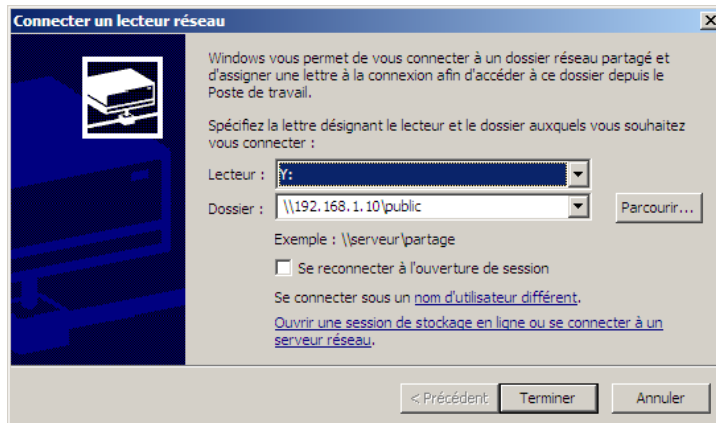 Connecter un lecteur réseau
Windows vous permet de vous connecter à un dossier réseau partagé et
d'assigner une lettre à la connexion afin d'accéder à ce dossier depuis le
Poste de travail.
Spécifiez la lettre désignant le lecteur et le dossier auxquels vous souhaitez
vous connecter :
Lecteur : Y:
Dossier : \\192.168.1.10\public Parcourir...
Exemple : \\serveur\partage
Se reconnecter à l'ouverture de session
Se connecter sous un nom d'utilisateur différent.
Ouvrir une session de stockage en ligne ou se connecter à un
serveur réseau.
< Précédent Terminer Annuler